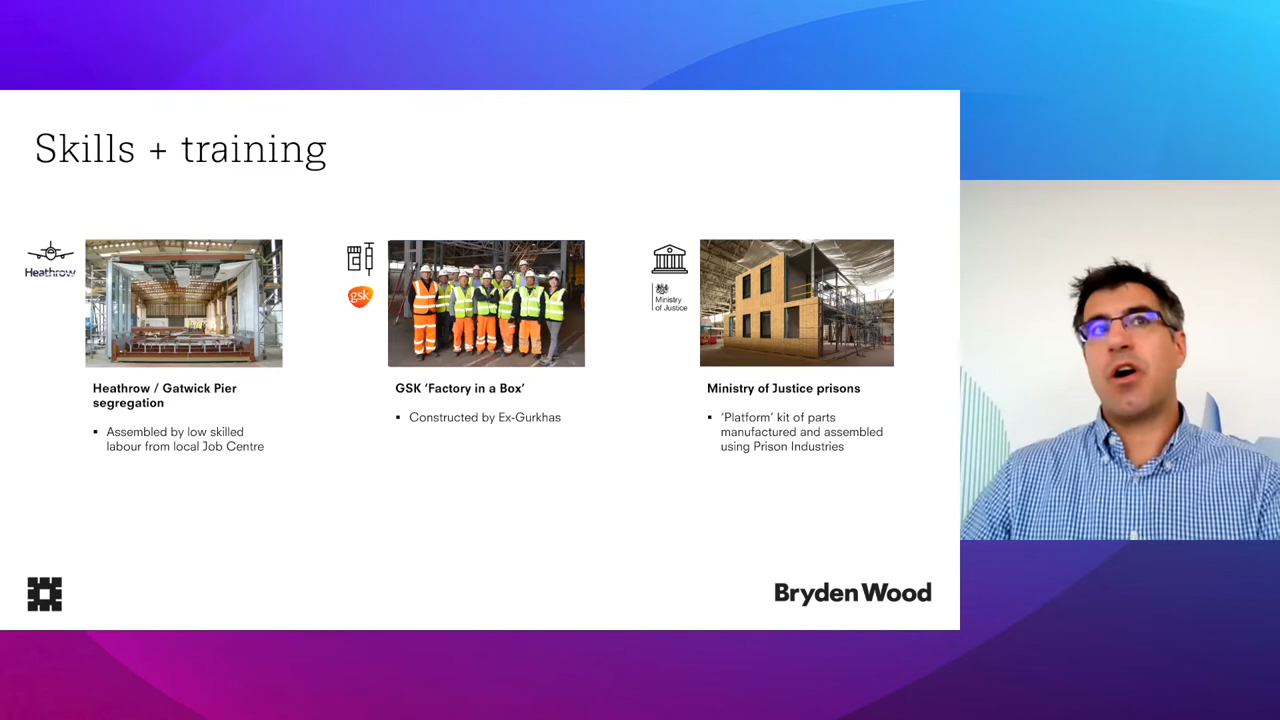 Skills + training
Heathrow
Heathrow / Gatwick Pier
segregation
▪ Assembled by low skilled
labour from local Job Centre
gsk
GSK ‘Factory in a Box’
▪ Constructed by Ex-Gurkhas
Ministry
of Justice
Ministry of Justice prisons
▪ ‘Platform’ kit of parts
manufactured and assembled
using Prison Industries
Bryden Wood